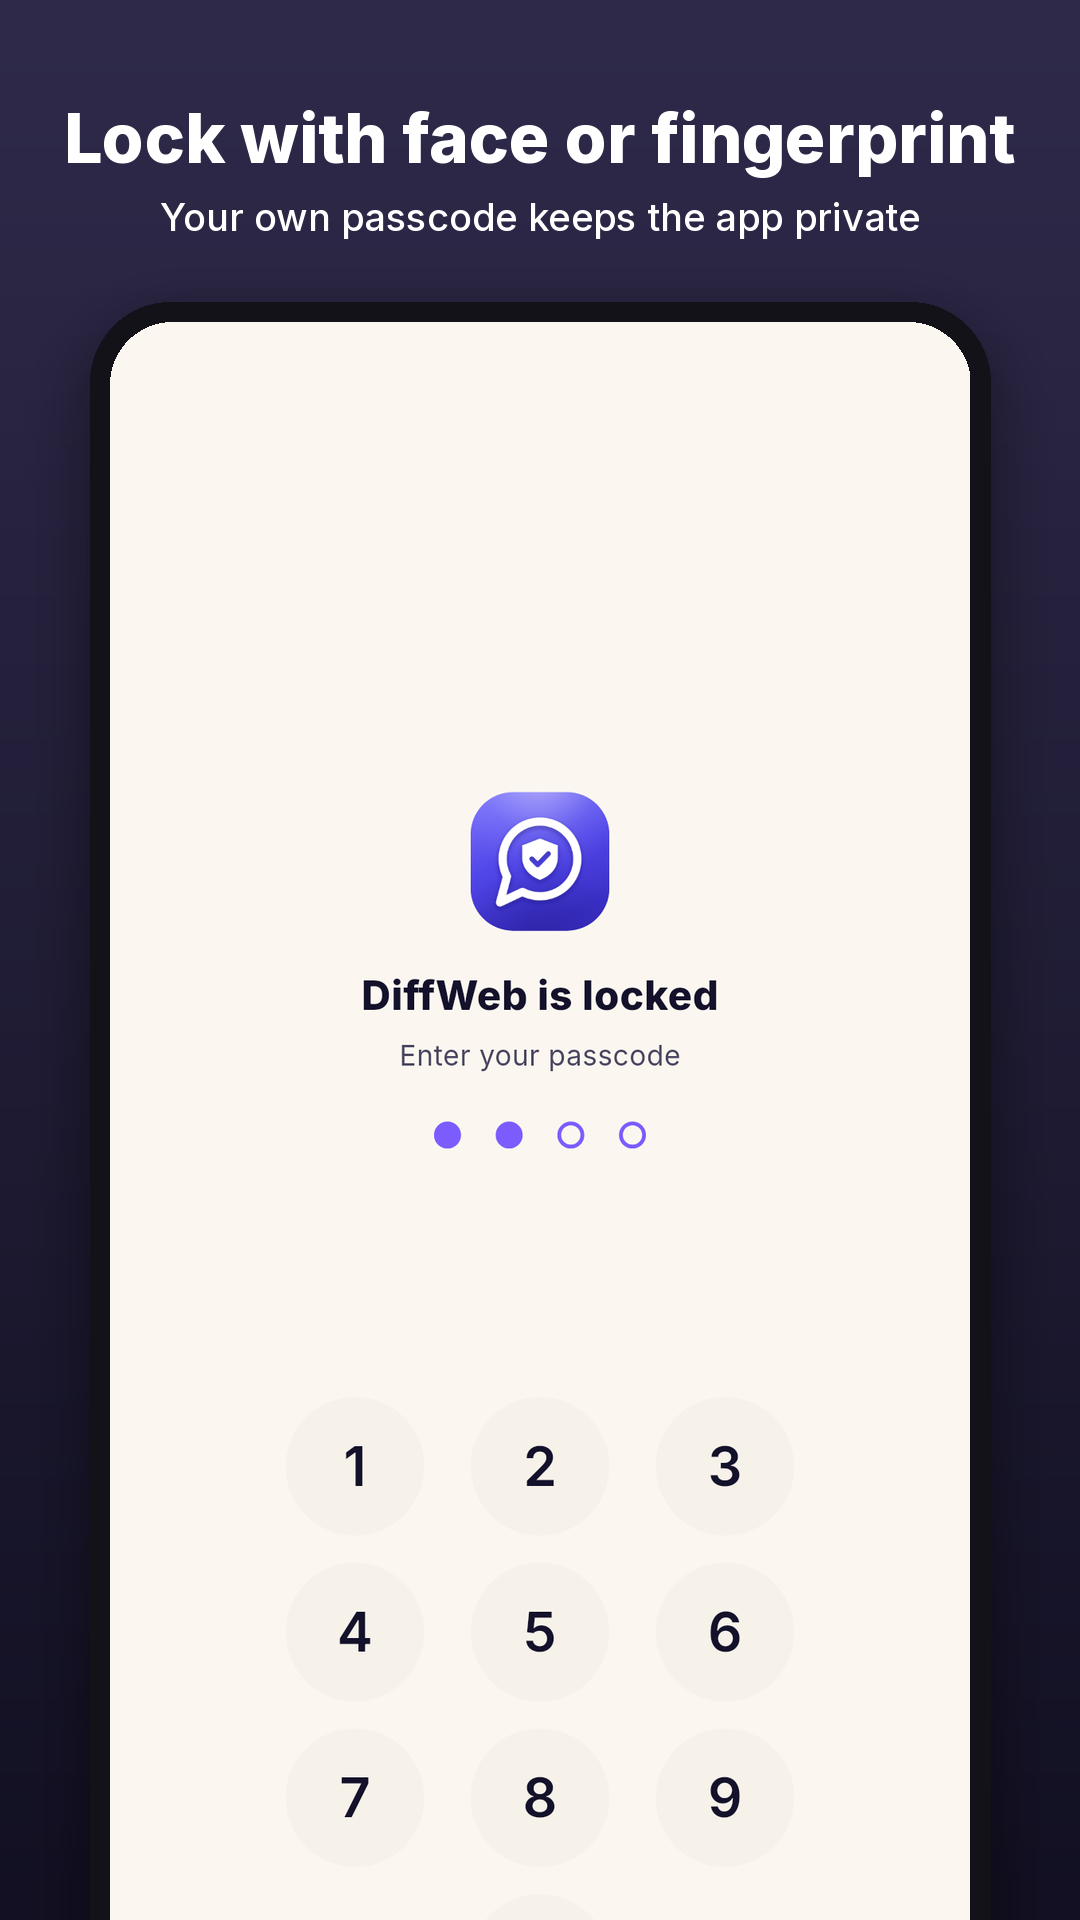 Lock with face or fingerprint
Your own passcode keeps the app private
DiffWeb is locked
Enter your passcode
1 2 3
4 5 6
7 8 9